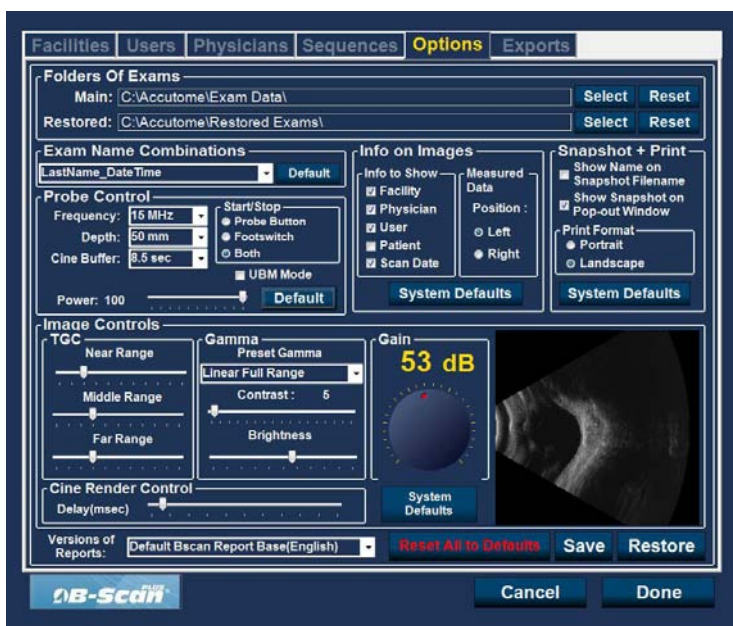 Facilities Users Physicians Sequences Options Exports
Folders Of Exams
Main: C:\Accutome\Exam Data\ Select Reset
Restored: C:\Accutome\Restored Exams\ Select Reset
Exam Name Combinations
LastName_DateTime Default
Probe Control
Frequency: 15 MHz
Depth: 50 mm
Cine Buffer: 8.5 sec
Start/Stop
Probe Button
Footswitch
Both
UBM Mode
Power: 100 Default
Info on Images
Info to Show
Facility
Physician
User
Patient
Scan Date
Measured
Data
Position :
Left
Right
System Defaults
Snapshot + Print
Show Name on
Snapshot Filename
Show Snapshot on
Pop-out Window
Print Format
Portrait
Landscape
System Defaults
Image Controls
TGC
Near Range
Middle Range
Far Range
Gamma
Preset Gamma
Linear Full Range
Contrast : 5
Brightness
Gain
53 dB
System
Defaults
Cine Render Control
Delay(msec)
Versions of
Reports: Default Bscan Report Base(English) Reset All to Defaults Save Restore
B-Scan PLUS Cancel Done